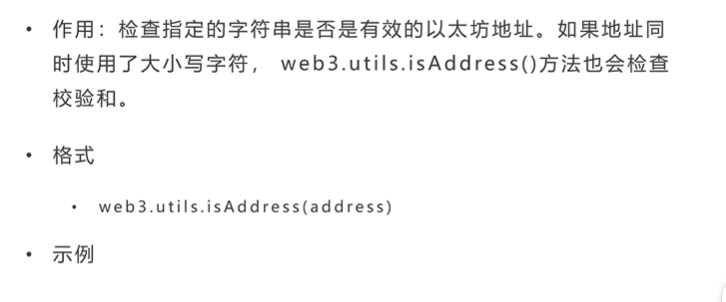 • 作用：检查指定的字符串是否是有效的以太坊地址。如果地址同
时使用了大小写字符， web3.utils.isAddress()方法也会检查
校验和。
• 格式
• web3.utils.isAddress(address)
• 示例